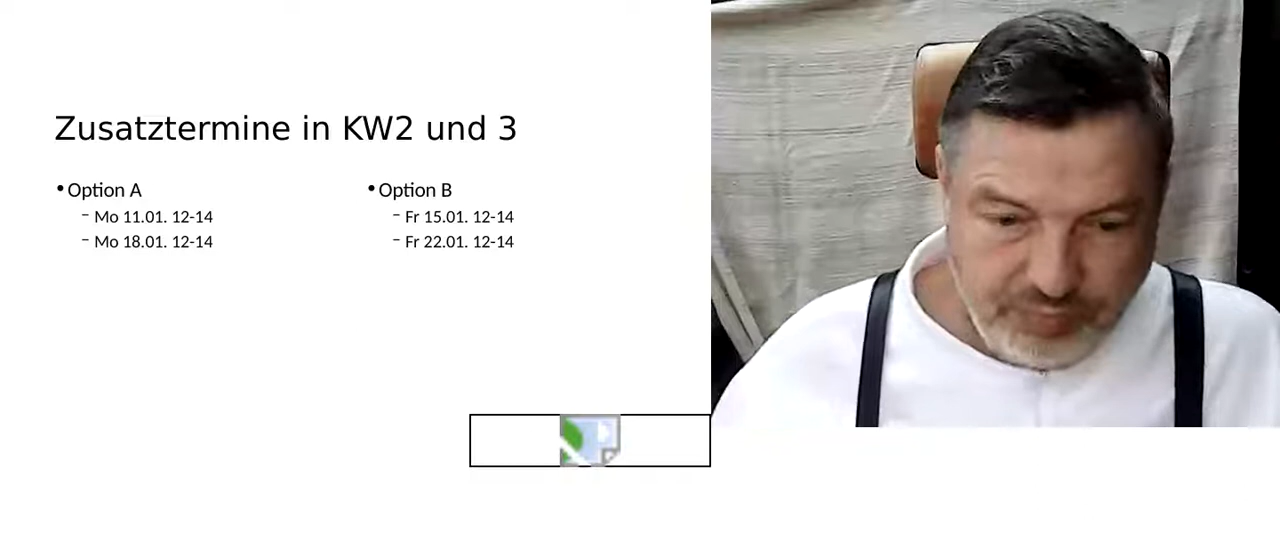 Zusatztermine in KW2 und 3
• Option A
– Mo 11.01. 12-14
– Mo 18.01. 12-14
• Option B
– Fr 15.01. 12-14
– Fr 22.01. 12-14